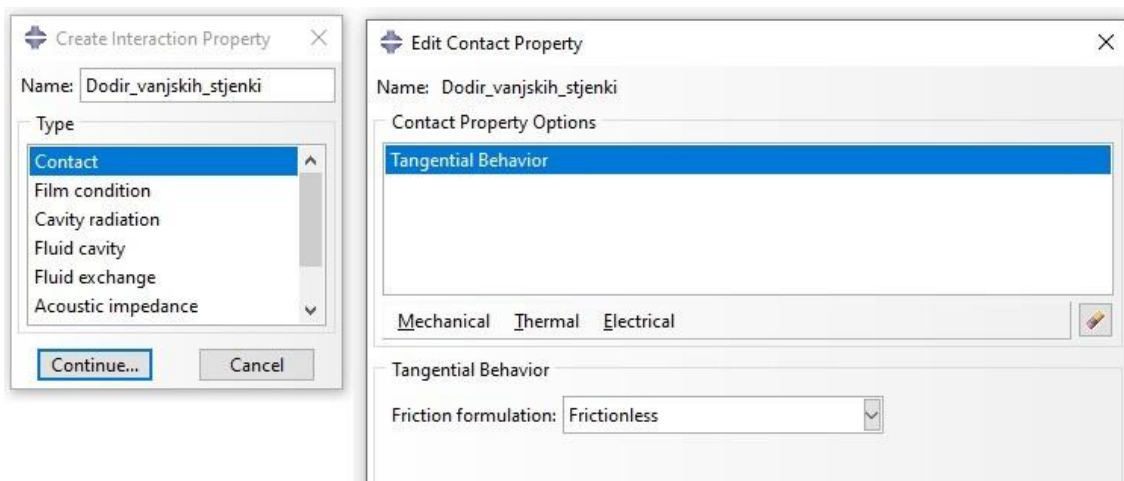 Create Interaction Property
Name: Dodir_vanjskih_stjenki
Type
Contact
Film condition
Cavity radiation
Fluid cavity
Fluid exchange
Acoustic impedance
Continue...
Cancel
Edit Contact Property
Name: Dodir_vanjskih_stjenki
Contact Property Options
Tangential Behavior
Mechanical Thermal Electrical
Tangential Behavior
Friction formulation: Frictionless